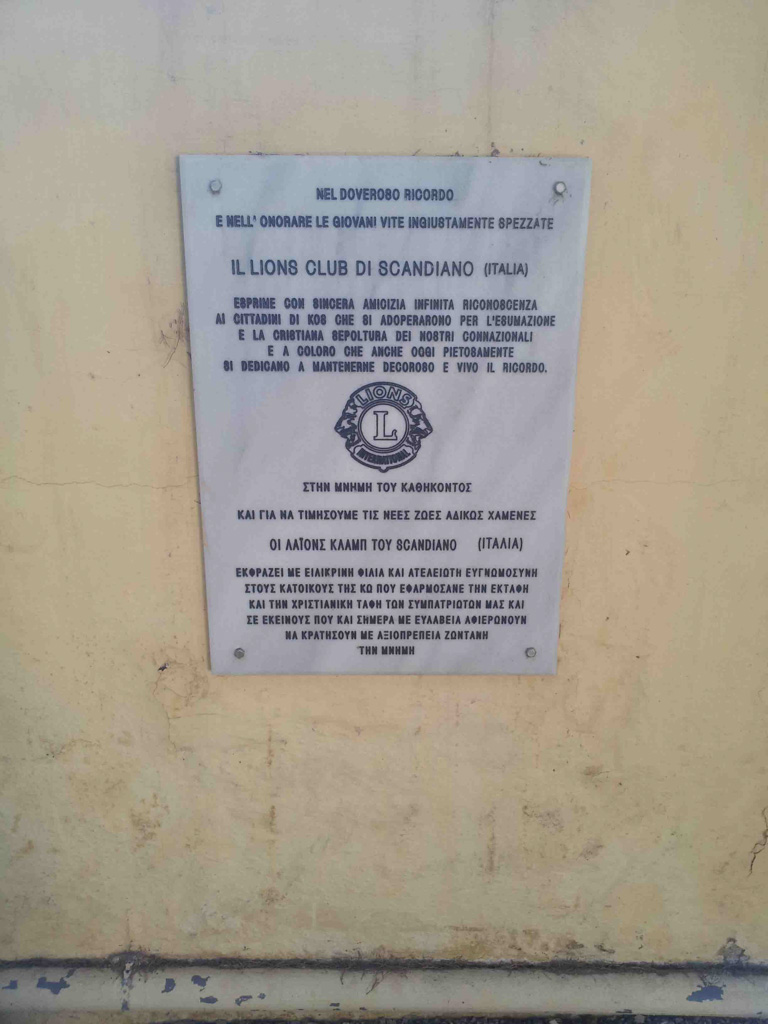 NEL DOVEROSO RICORDO
E NELL' ONORARE LE GIOVANI VITE INGIUSTAMENTE SPEZZATE
IL LIONS CLUB DI SCANDIANO (ITALIA)
ESPRIME CON SINCERA AMICIZIA INFINITA RICONOSCENZA
AI CITTADINI DI KOS CHE SI ADOPERARONO PER L'ESUMAZIONE
E LA CRISTIANA SEPOLTURA DEI NOSTRI CONNAZIONALI
E A COLORO CHE ANCHE OGGI PIETOSAMENTE
SI DEDICANO A MANTENERNE DECOROSO E VIVO IL RICORDO.
LIONS
L
INTERNATIONAL
ΣΤΗΝ ΜΝΗΜΗ ΤΟΥ ΚΑΘΗΚΟΝΤΟΣ
ΚΑΙ ΓΙΑ ΝΑ ΤΙΜΗΣΟΥΜΕ ΤΙΣ ΝΕΕΣ ΖΩΕΣ ΑΔΙΚΩΣ ΧΑΜΕΝΕΣ
ΟΙ ΛΑΪΟΝΣ ΚΛΑΜΠ ΤΟΥ SCANDIANO (ΙΤΑΛΙΑ)
ΕΚΦΡΑΖΕΙ ΜΕ ΕΙΛΙΚΡΙΝΗ ΦΙΛΙΑ ΚΑΙ ΑΤΕΛΕΙΩΤΗ ΕΥΓΝΩΜΟΣΥΝΗ
ΣΤΟΥΣ ΚΑΤΟΙΚΟΥΣ ΤΗΣ ΚΩ ΠΟΥ ΕΦΑΡΜΟΣΑΝΕ ΤΗΝ ΕΚΤΑΦΗ
ΚΑΙ ΤΗΝ ΧΡΙΣΤΙΑΝΙΚΗ ΤΑΦΗ ΤΩΝ ΣΥΜΠΑΤΡΙΩΤΩΝ ΜΑΣ ΚΑΙ
ΣΕ ΕΚΕΙΝΟΥΣ ΠΟΥ ΚΑΙ ΣΗΜΕΡΑ ΜΕ ΕΥΛΑΒΕΙΑ ΑΦΙΕΡΩΝΟΥΝ
ΝΑ ΚΡΑΤΗΣΟΥΝ ΜΕ ΑΞΙΟΠΡΕΠΕΙΑ ΖΩΝΤΑΝΗ
ΤΗΝ ΜΝΗΜΗ